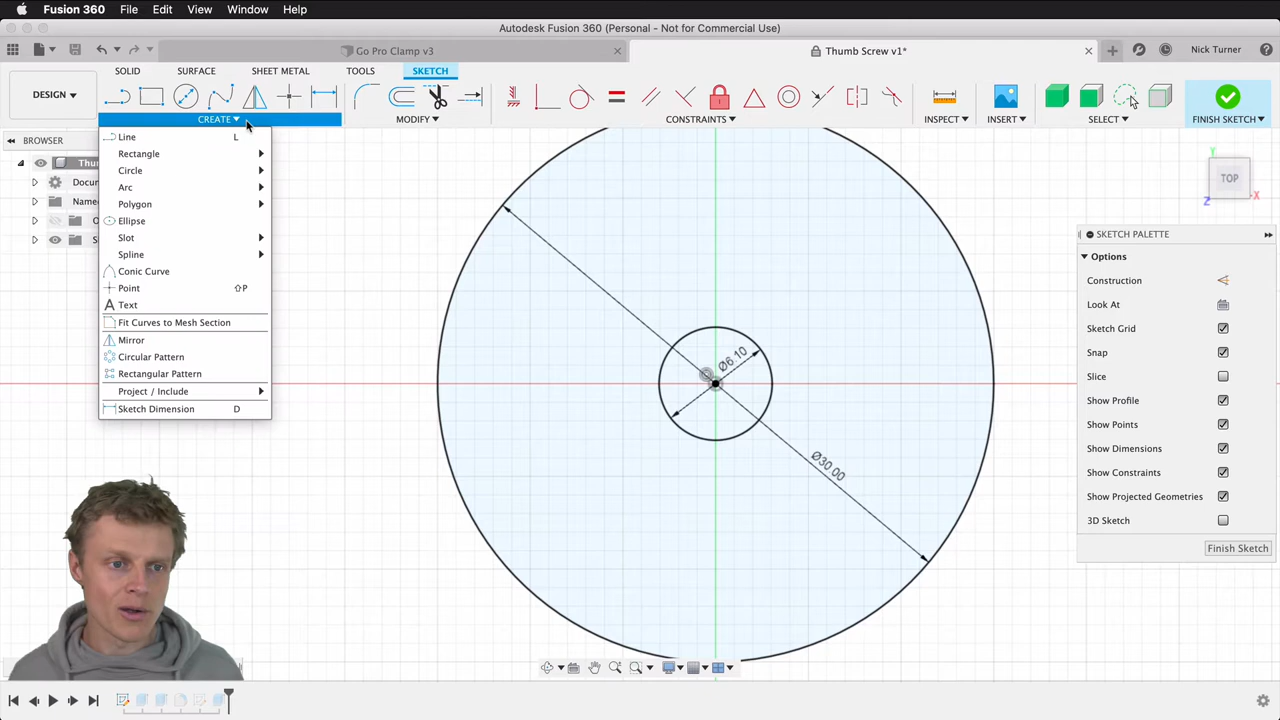 Fusion 360 File Edit Window Help
Autodesk Fusion 360 (Personal - Not for Commercial Use)
Go Pro Clamp v3
Thumb Screw v1*
Nick Turner
SOLID SURFACE SHEET METAL TOOLS SKETCH
DESIGN
CREATE MODIFY CONSTRAINTS INSPECT INSERT SELECT FINISH SKETCH
BROWSER
Line L
Rectangle
Circle
Arc
Polygon
Ellipse
Slot
Spline
Conic Curve
Point ⇧P
Text
Fit Curves to Mesh Section
Mirror
Circular Pattern
Rectangular Pattern
Project / Include
Sketch Dimension D
Thu
Docu
Name
O
S
Ø6.10
Ø30.00
Y
TOP
X
Z
SKETCH PALETTE
Options
Construction
Look At
Sketch Grid
Snap
Slice
Show Profile
Show Points
Show Dimensions
Show Constraints
Show Projected Geometries
3D Sketch
Finish Sketch